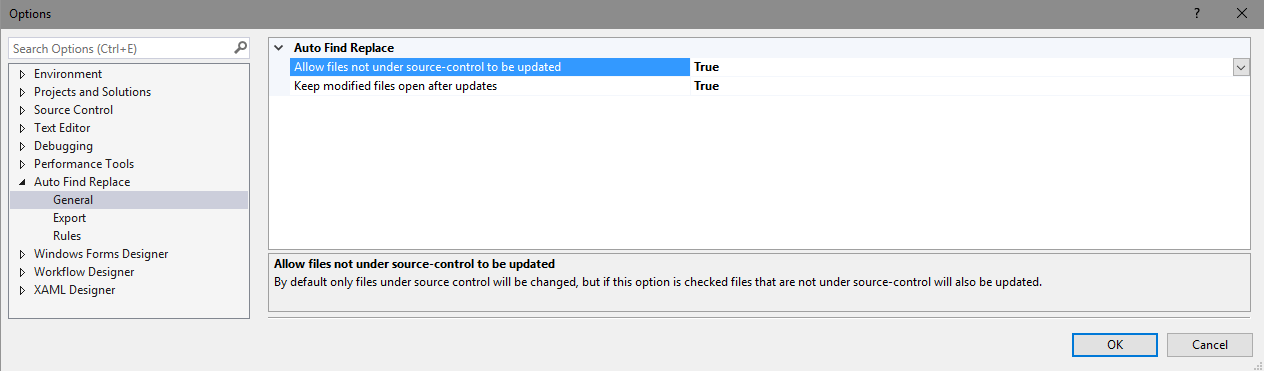 Options
?
Search Options (Ctrl+E)
Environment
Projects and Solutions
Source Control
Text Editor
Debugging
Performance Tools
Auto Find Replace
General
Export
Rules
Windows Forms Designer
Workflow Designer
XAML Designer
Auto Find Replace
Allow files not under source-control to be updated True
Keep modified files open after updates True
Allow files not under source-control to be updated
By default only files under source control will be changed, but if this option is checked files that are not under source-control will also be updated.
OK Cancel